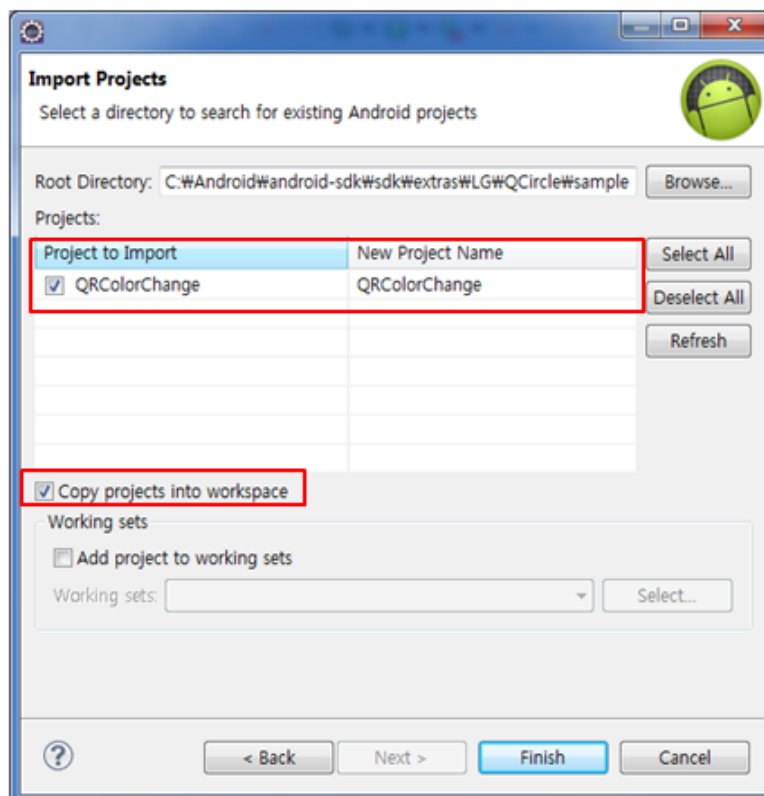 Import Projects
Select a directory to search for existing Android projects
Root Directory: C:₩Android₩android-sdk₩sdk₩extras₩LG₩QCircle₩sample Browse...
Projects:
Project to Import New Project Name Select All
QRColorChange QRColorChange
Deselect All
Refresh
Copy projects into workspace
Working sets
Add project to working sets
Working sets: Select...
? < Back Next > Finish Cancel